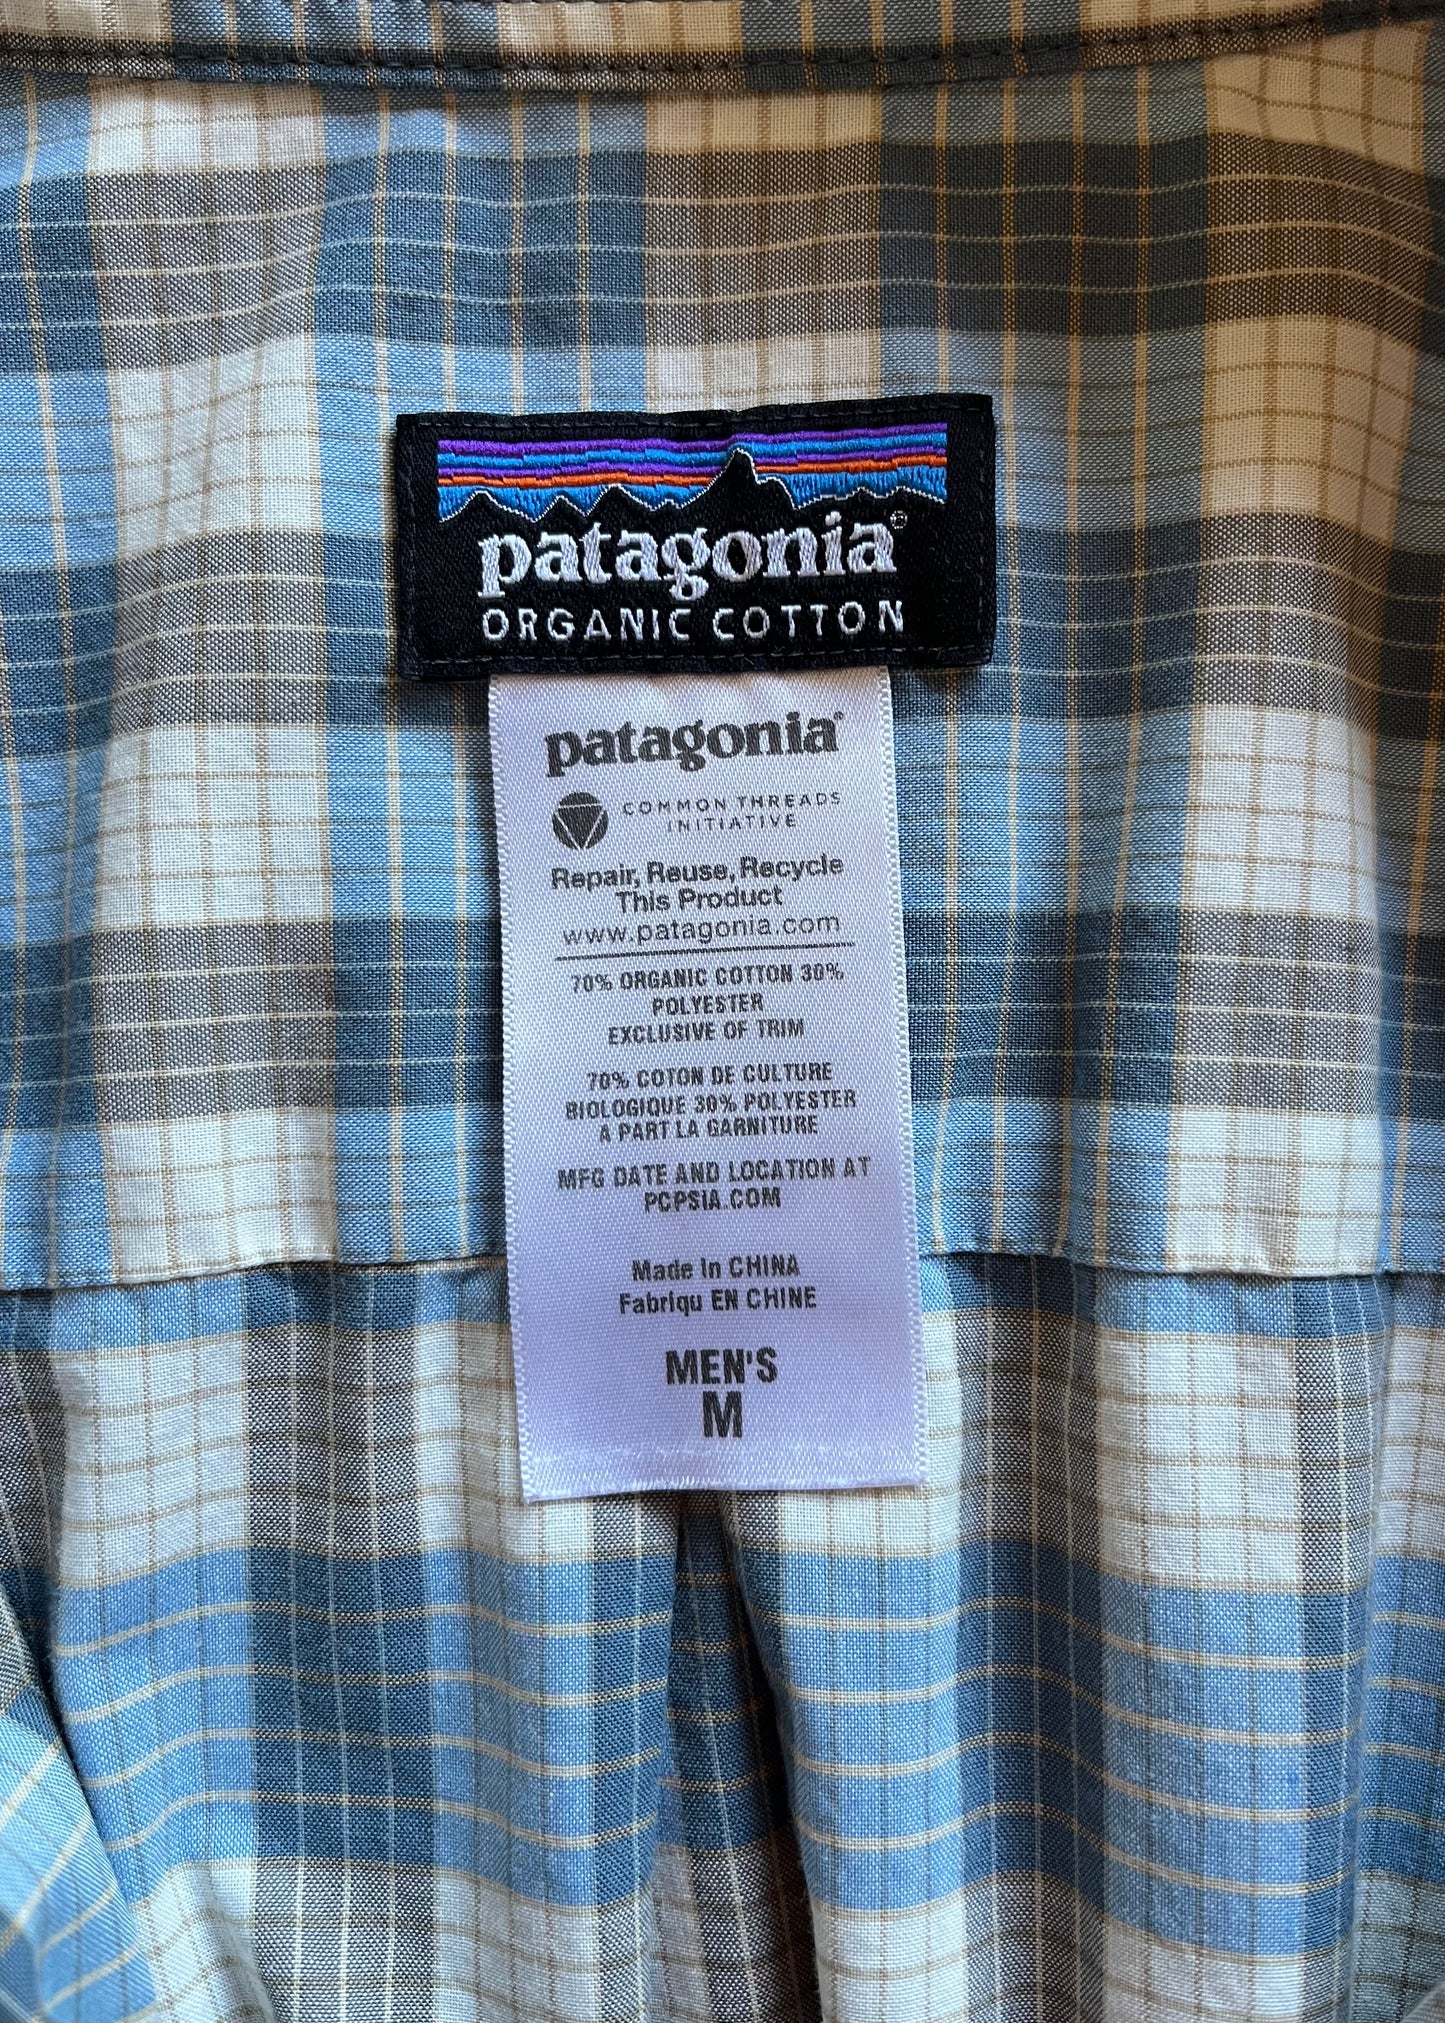 patagonia®
ORGANIC COTTON
patagonia®
COMMON THREADS
INITIATIVE
Repair, Reuse, Recycle
This Product
www.patagonia.com
70% ORGANIC COTTON 30%
POLYESTER
EXCLUSIVE OF TRIM
70% COTON DE CULTURE
BIOLOGIQUE 30% POLYESTER
A PART LA GARNITURE
MFG DATE AND LOCATION AT
PCPSIA.COM
Made In CHINA
Fabriqu EN CHINE
MEN'S
M